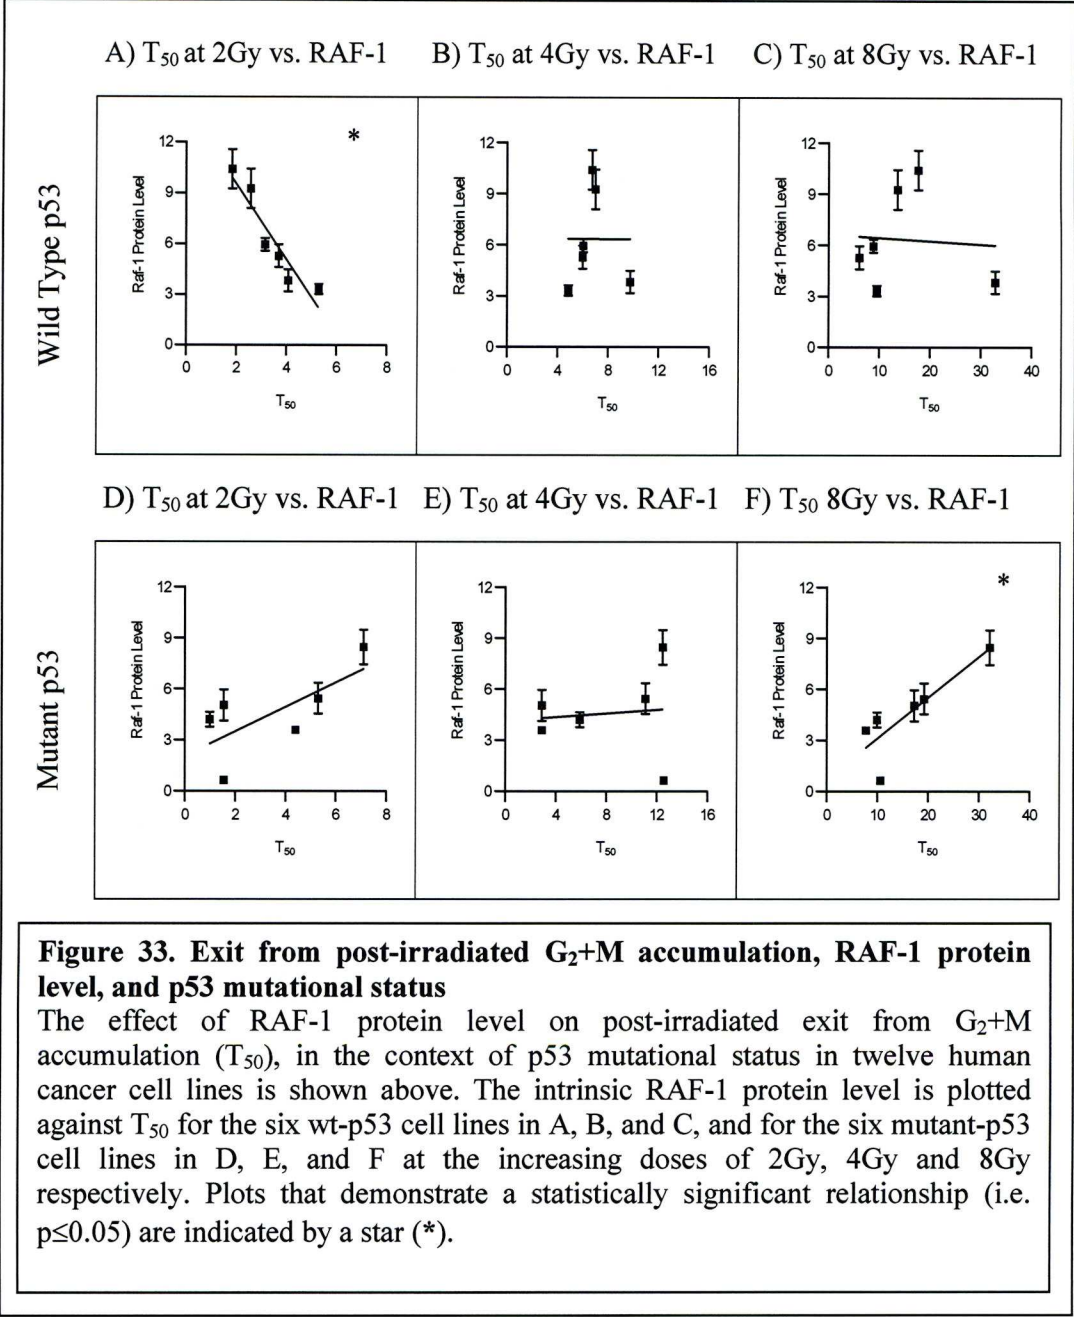 A) T50 at 2Gy vs. RAF-1
B) T50 at 4Gy vs. RAF-1
C) T50 at 8Gy vs. RAF-1
Wild Type p53
*
Raf-1 Protein Level
12
9
6
3
0
0 2 4 6 8
T50
Raf-1 Protein Level
12
9
6
3
0
0 4 8 12 16
T50
Raf-1 Protein Level
12
9
6
3
0
0 10 20 30 40
T50
D) T50 at 2Gy vs. RAF-1
E) T50 at 4Gy vs. RAF-1
F) T50 8Gy vs. RAF-1
Mutant p53
Raf-1 Protein Level
12
9
6
3
0
0 2 4 6 8
T50
Raf-1 Protein Level
12
9
6
3
0
0 4 8 12 16
T50
*
Raf-1 Protein Level
12
9
6
3
0
0 10 20 30 40
T50
Figure 33. Exit from post-irradiated G2+M accumulation, RAF-1 protein
level, and p53 mutational status
The effect of RAF-1 protein level on post-irradiated exit from G2+M
accumulation (T50), in the context of p53 mutational status in twelve human
cancer cell lines is shown above. The intrinsic RAF-1 protein level is plotted
against T50 for the six wt-p53 cell lines in A, B, and C, and for the six mutant-p53
cell lines in D, E, and F at the increasing doses of 2Gy, 4Gy and 8Gy
respectively. Plots that demonstrate a statistically significant relationship (i.e.
p≤0.05) are indicated by a star (*).